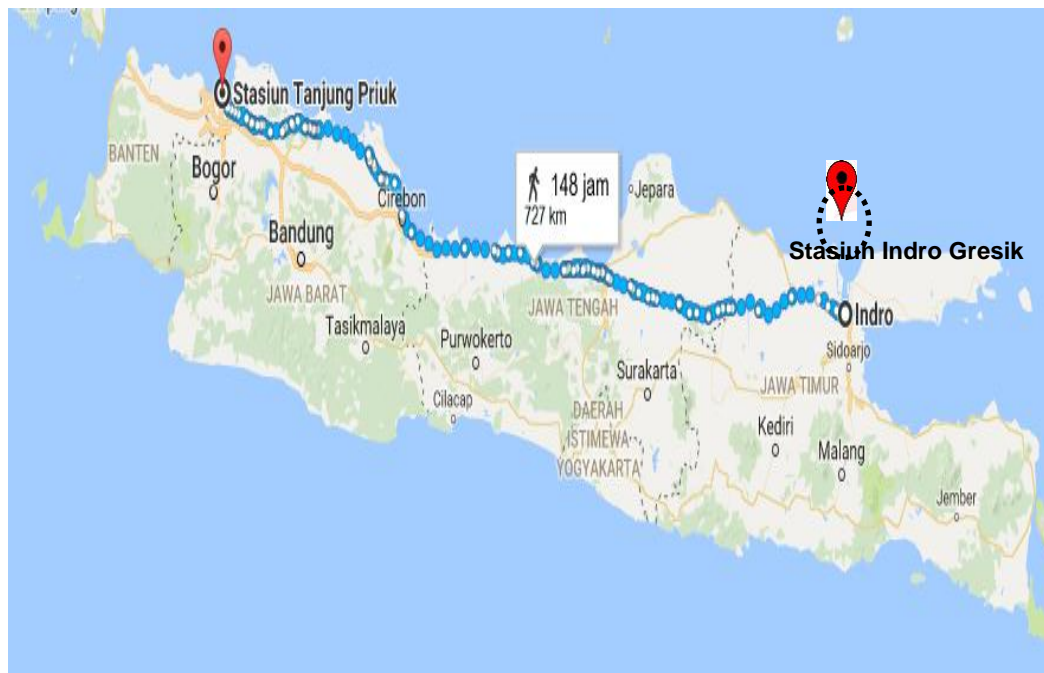 Stasiun Tanjung Priuk
BANTEN
Bogor
148 jam
727 km
Jepara
Cirebon
Bandung
Stasiun Indro Gresik
JAWA BARAT
JAWA TENGAH
Indro
Tasikmalaya
Purwokerto
Sidoarjo
Surakarta
JAWA TIMUR
Cilacap
DAERAH
ISTIMEWA
YOGYAKARTA
Kediri
Malang
Jember